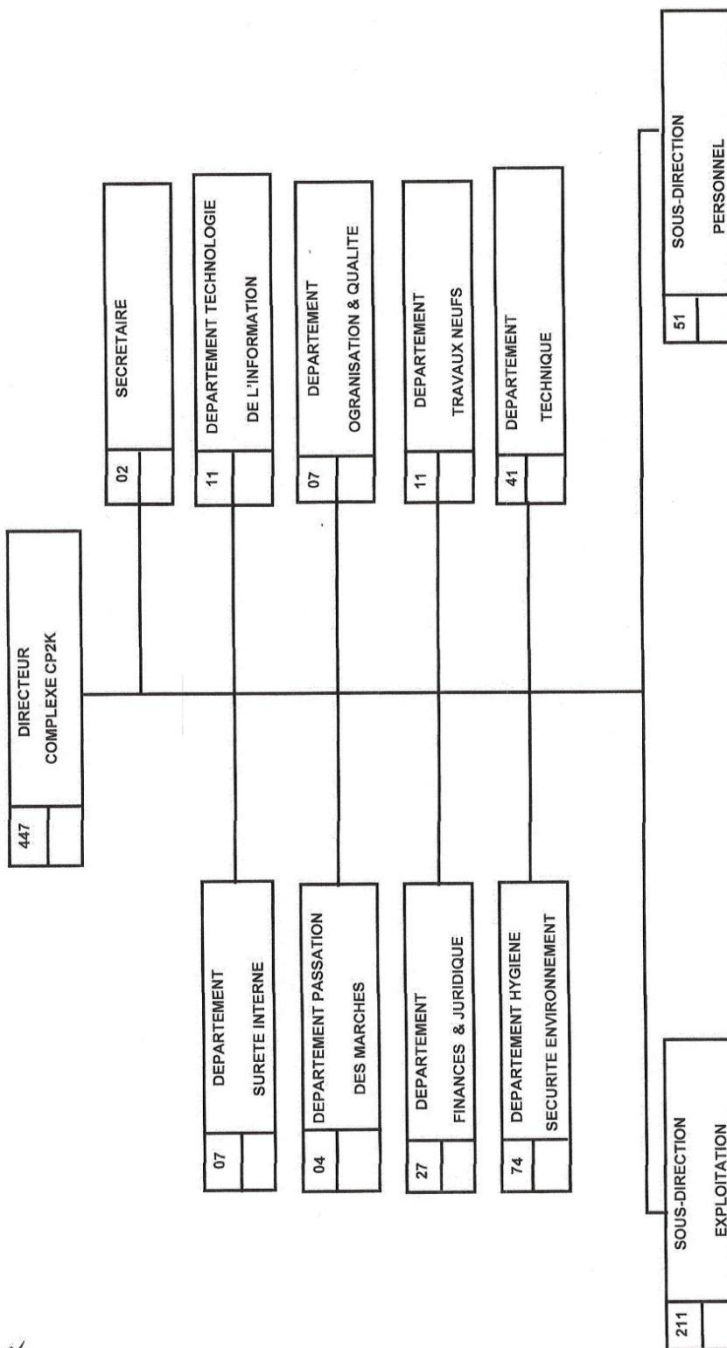 447
DIRECTEUR
COMPLEXE CP2K
02
SECRETAIRE
07
DEPARTEMENT
SURETE INTERNE
11
DEPARTEMENT TECHNOLOGIE
DE L'INFORMATION
04
DEPARTEMENT PASSATION
DES MARCHES
07
DEPARTEMENT
OGRANISATION & QUALITE
27
DEPARTEMENT
FINANCES & JURIDIQUE
11
DEPARTEMENT
TRAVAUX NEUFS
74
DEPARTEMENT HYGIENE
SECURITE ENVIRONNEMENT
41
DEPARTEMENT
TECHNIQUE
211
SOUS-DIRECTION
EXPLOITATION
51
SOUS-DIRECTION
PERSONNEL